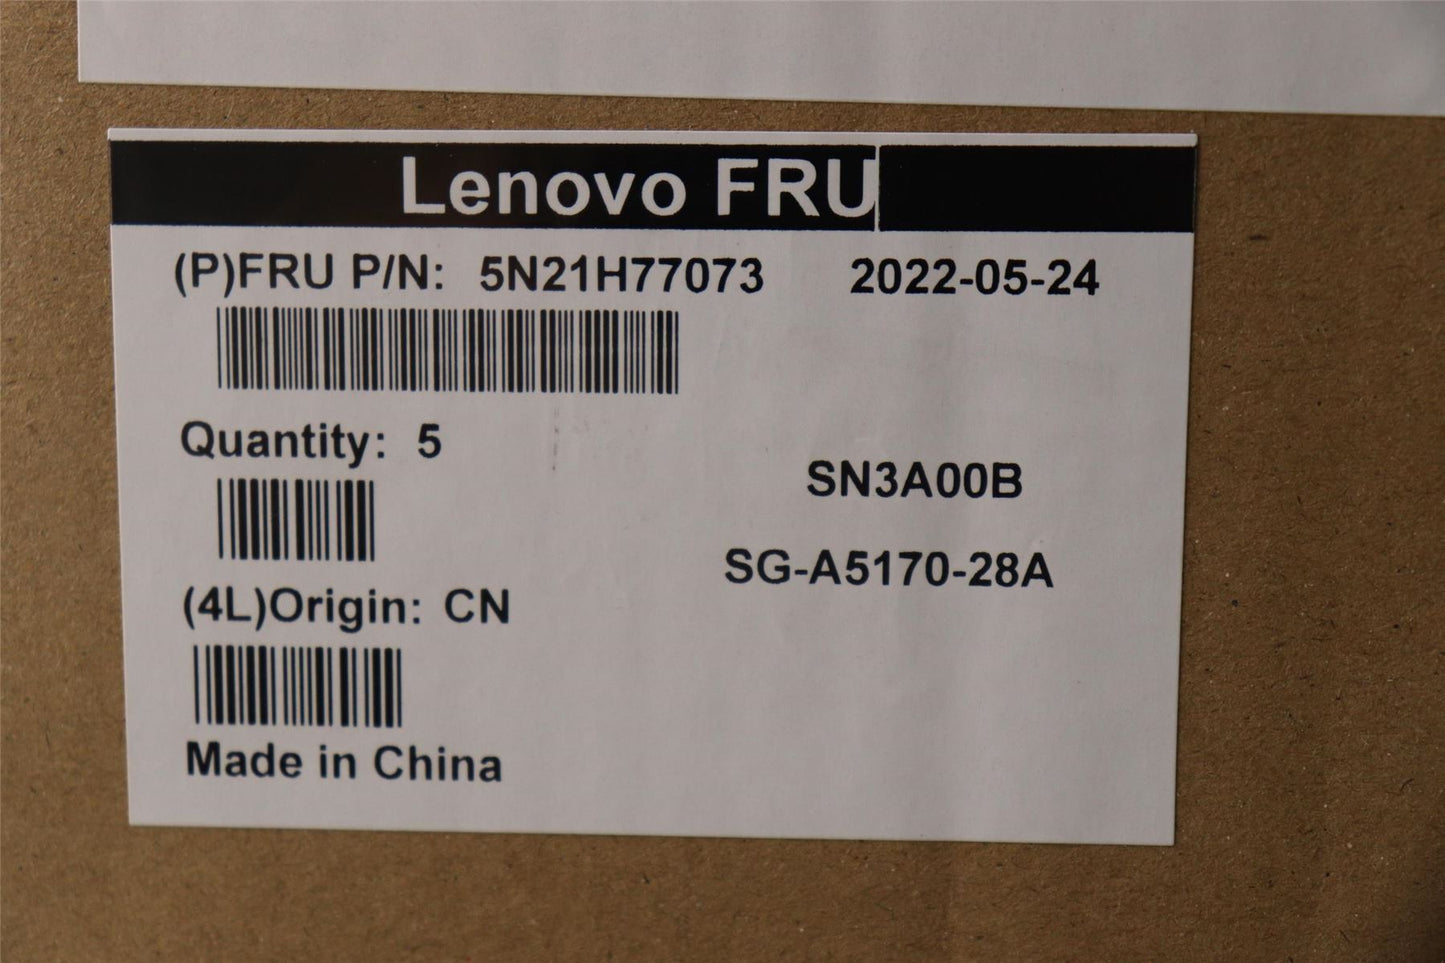 Lenovo FRU
(P)FRU P/N: 5N21H77073 2022-05-24
Quantity: 5
SN3A00B
SG-A5170-28A
(4L)Origin: CN
Made in China